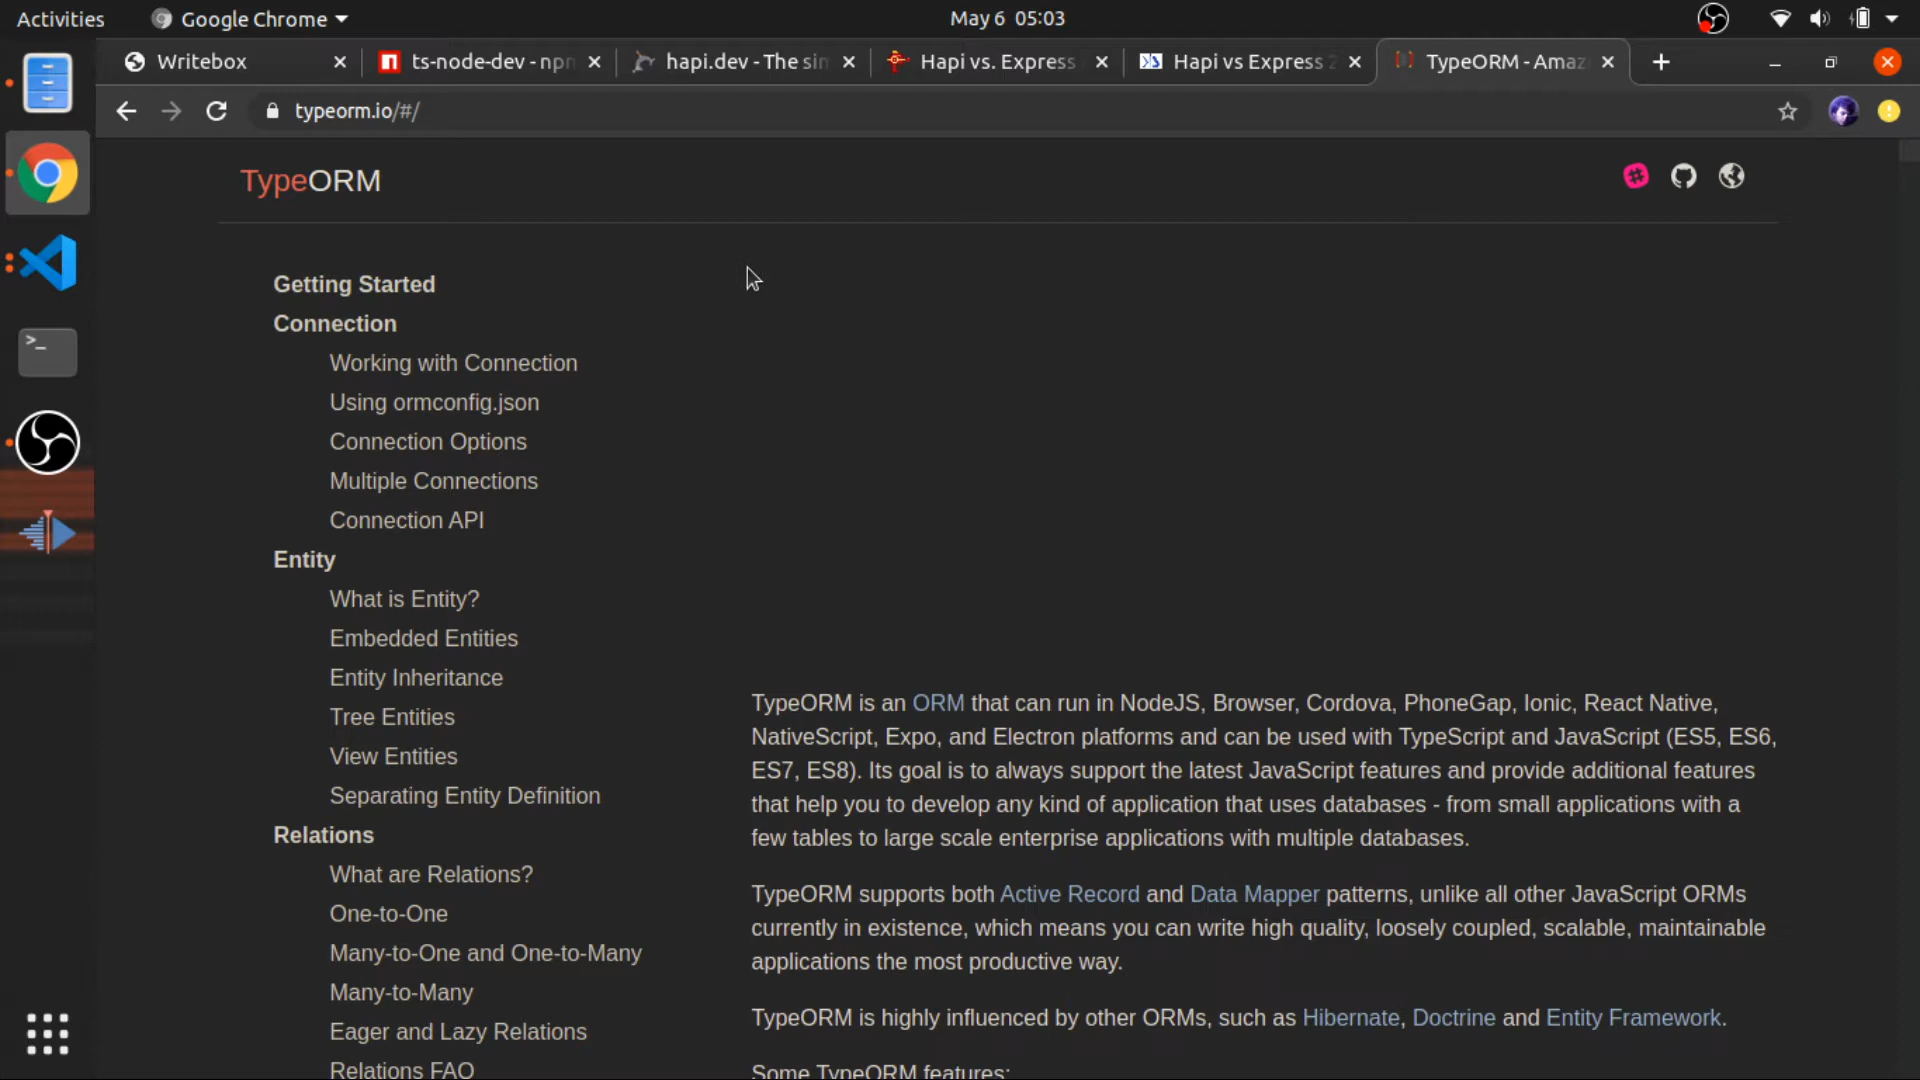 Activities
Google Chrome
May 6 05:03
Writebox
ts-node-dev - npm
hapi.dev - The sim
Hapi vs. Express
Hapi vs Express 2
TypeORM - Amaz
typeorm.io/#/
TypeORM
Getting Started
Connection
Working with Connection
Using ormconfig.json
Connection Options
Multiple Connections
Connection API
Entity
What is Entity?
Embedded Entities
Entity Inheritance
Tree Entities
View Entities
Separating Entity Definition
Relations
What are Relations?
One-to-One
Many-to-One and One-to-Many
Many-to-Many
Eager and Lazy Relations
Relations FAQ
TypeORM is an ORM that can run in NodeJS, Browser, Cordova, PhoneGap, Ionic, React Native,
NativeScript, Expo, and Electron platforms and can be used with TypeScript and JavaScript (ES5, ES6,
ES7, ES8). Its goal is to always support the latest JavaScript features and provide additional features
that help you to develop any kind of application that uses databases - from small applications with a
few tables to large scale enterprise applications with multiple databases.
TypeORM supports both Active Record and Data Mapper patterns, unlike all other JavaScript ORMs
currently in existence, which means you can write high quality, loosely coupled, scalable, maintainable
applications the most productive way.
TypeORM is highly influenced by other ORMs, such as Hibernate, Doctrine and Entity Framework.
Some TypeORM features: